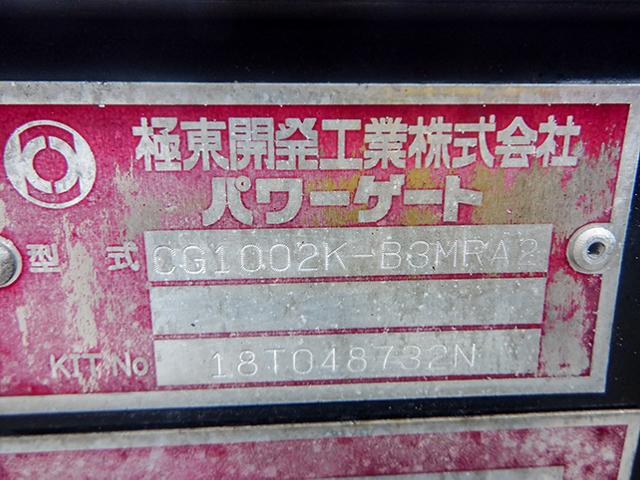 極東開発工業株式会社
パワーゲート
型式 CG1002K-B3MRA2
KIT No 18T048732N